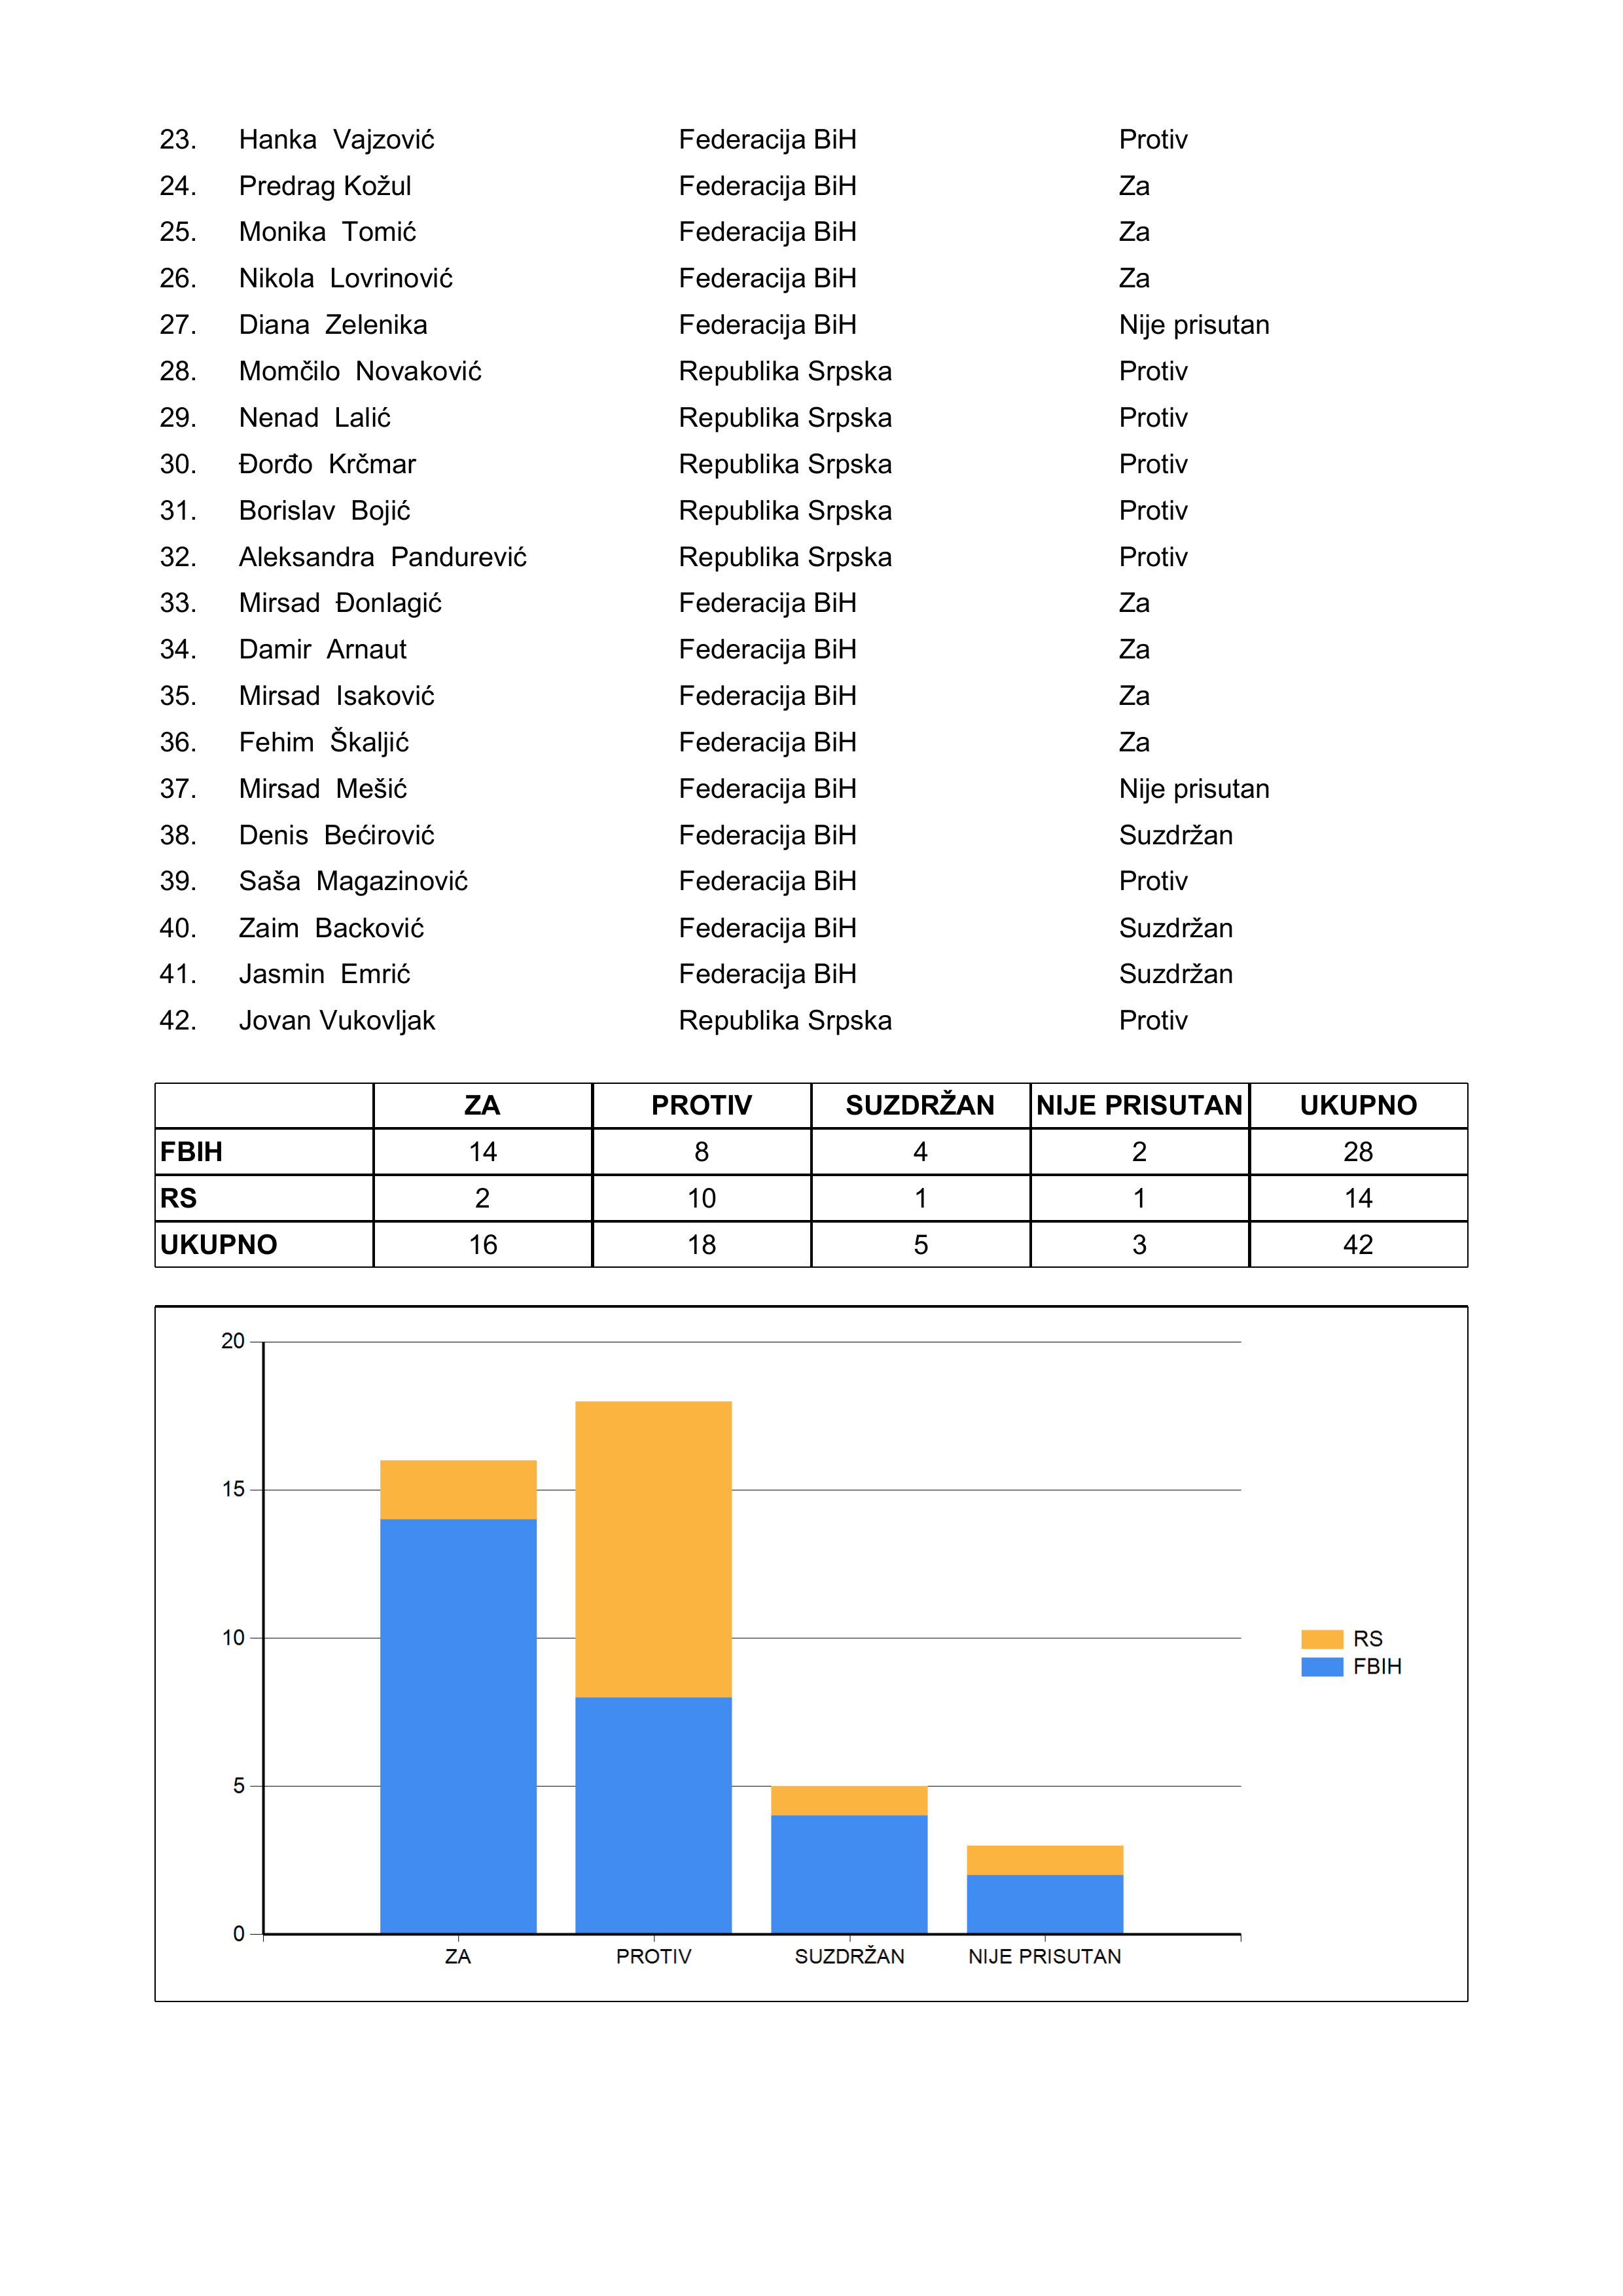 23. Hanka Vajzović Federacija BiH Protiv
24. Predrag Kožul Federacija BiH Za
25. Monika Tomić Federacija BiH Za
26. Nikola Lovrinović Federacija BiH Za
27. Diana Zelenika Federacija BiH Nije prisutan
28. Momčilo Novaković Republika Srpska Protiv
29. Nenad Lalić Republika Srpska Protiv
30. Đorđo Krčmar Republika Srpska Protiv
31. Borislav Bojić Republika Srpska Protiv
32. Aleksandra Pandurević Republika Srpska Protiv
33. Mirsad Đonlagić Federacija BiH Za
34. Damir Arnaut Federacija BiH Za
35. Mirsad Isaković Federacija BiH Za
36. Fehim Škaljić Federacija BiH Za
37. Mirsad Mešić Federacija BiH Nije prisutan
38. Denis Bećirović Federacija BiH Suzdržan
39. Saša Magazinović Federacija BiH Protiv
40. Zaim Backović Federacija BiH Suzdržan
41. Jasmin Emrić Federacija BiH Suzdržan
42. Jovan Vukovljak Republika Srpska Protiv
ZA PROTIV SUZDRŽAN NIJE PRISUTAN UKUPNO
FBIH 14 8 4 2 28
RS 2 10 1 1 14
UKUPNO 16 18 5 3 42
20
15
10
5
0
ZA PROTIV SUZDRŽAN NIJE PRISUTAN
RS
FBIH